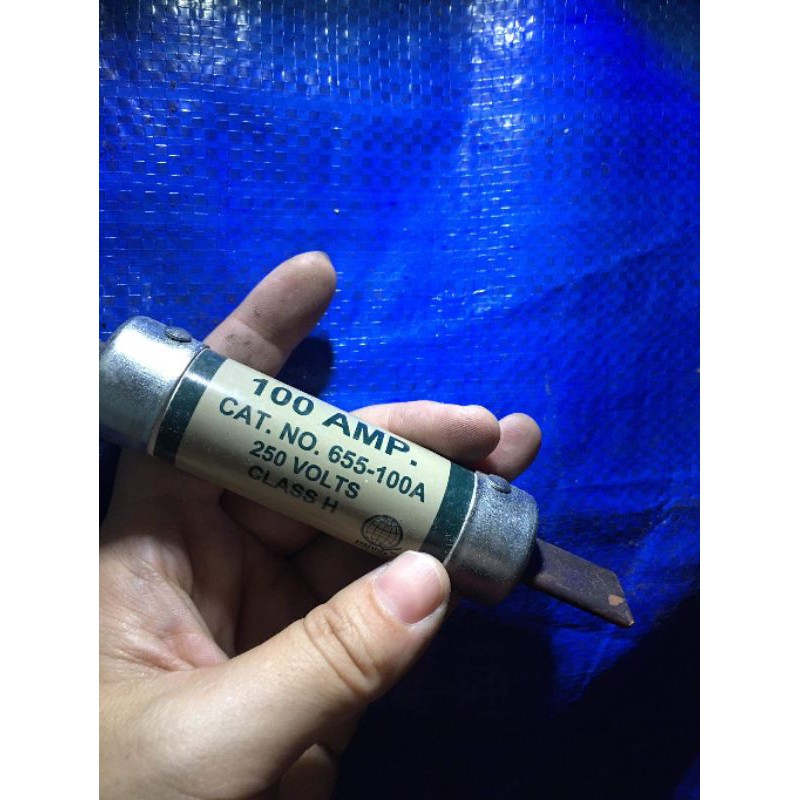 100 AMP.
CAT. NO. 655-100A
250 VOLTS
CLASS H